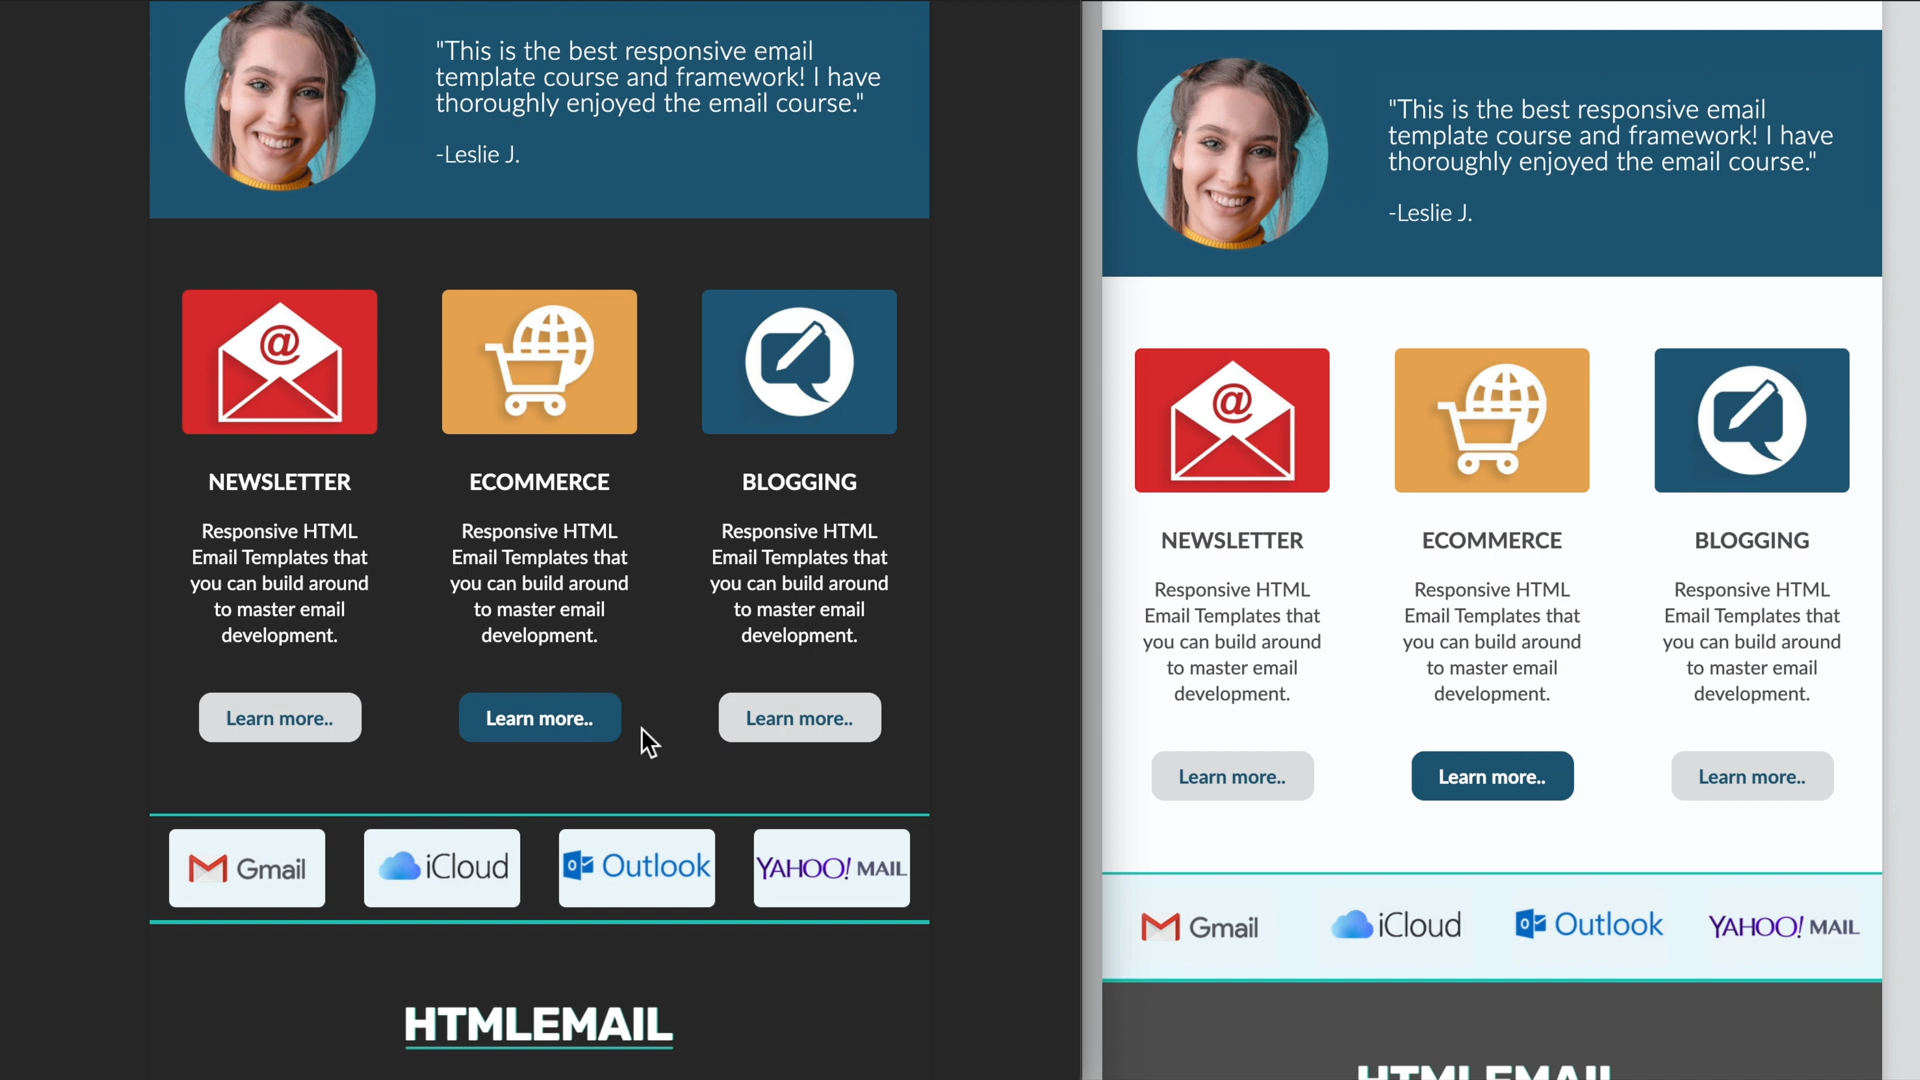 "This is the best responsive email
template course and framework! I have
thoroughly enjoyed the email course."
-Leslie J.
@
NEWSLETTER
Responsive HTML
Email Templates that
you can build around
to master email
development.
Learn more..
ECOMMERCE
Responsive HTML
Email Templates that
you can build around
to master email
development.
Learn more..
BLOGGING
Responsive HTML
Email Templates that
you can build around
to master email
development.
Learn more..
Gmail
iCloud
Outlook
YAHOO! MAIL
HTMLEMAIL
"This is the best responsive email
template course and framework! I have
thoroughly enjoyed the email course."
-Leslie J.
@
NEWSLETTER
Responsive HTML
Email Templates that
you can build around
to master email
development.
Learn more..
ECOMMERCE
Responsive HTML
Email Templates that
you can build around
to master email
development.
Learn more..
BLOGGING
Responsive HTML
Email Templates that
you can build around
to master email
development.
Learn more..
Gmail
iCloud
Outlook
YAHOO! MAIL
HTMLEMAIL